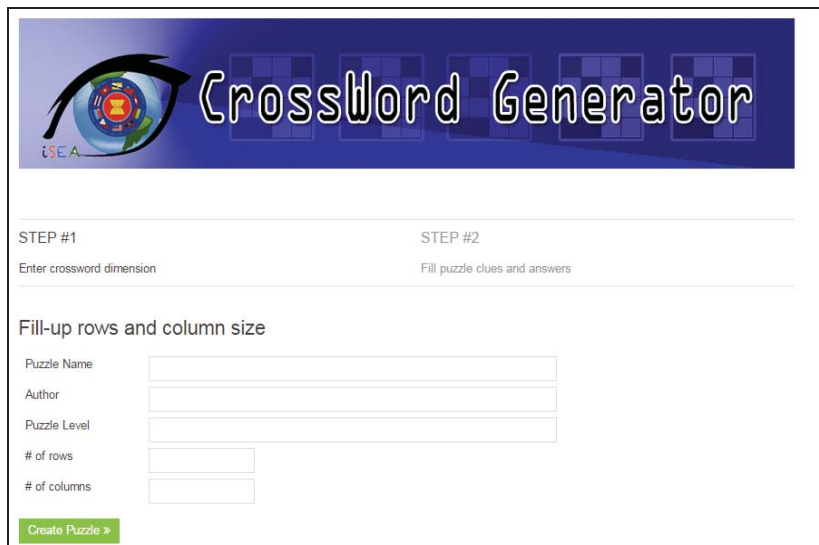 iSEA
CrossWord Generator
STEP #1
STEP #2
Enter crossword dimension
Fill puzzle clues and answers
Fill-up rows and column size
Puzzle Name
Author
Puzzle Level
# of rows
# of columns
Create Puzzle »